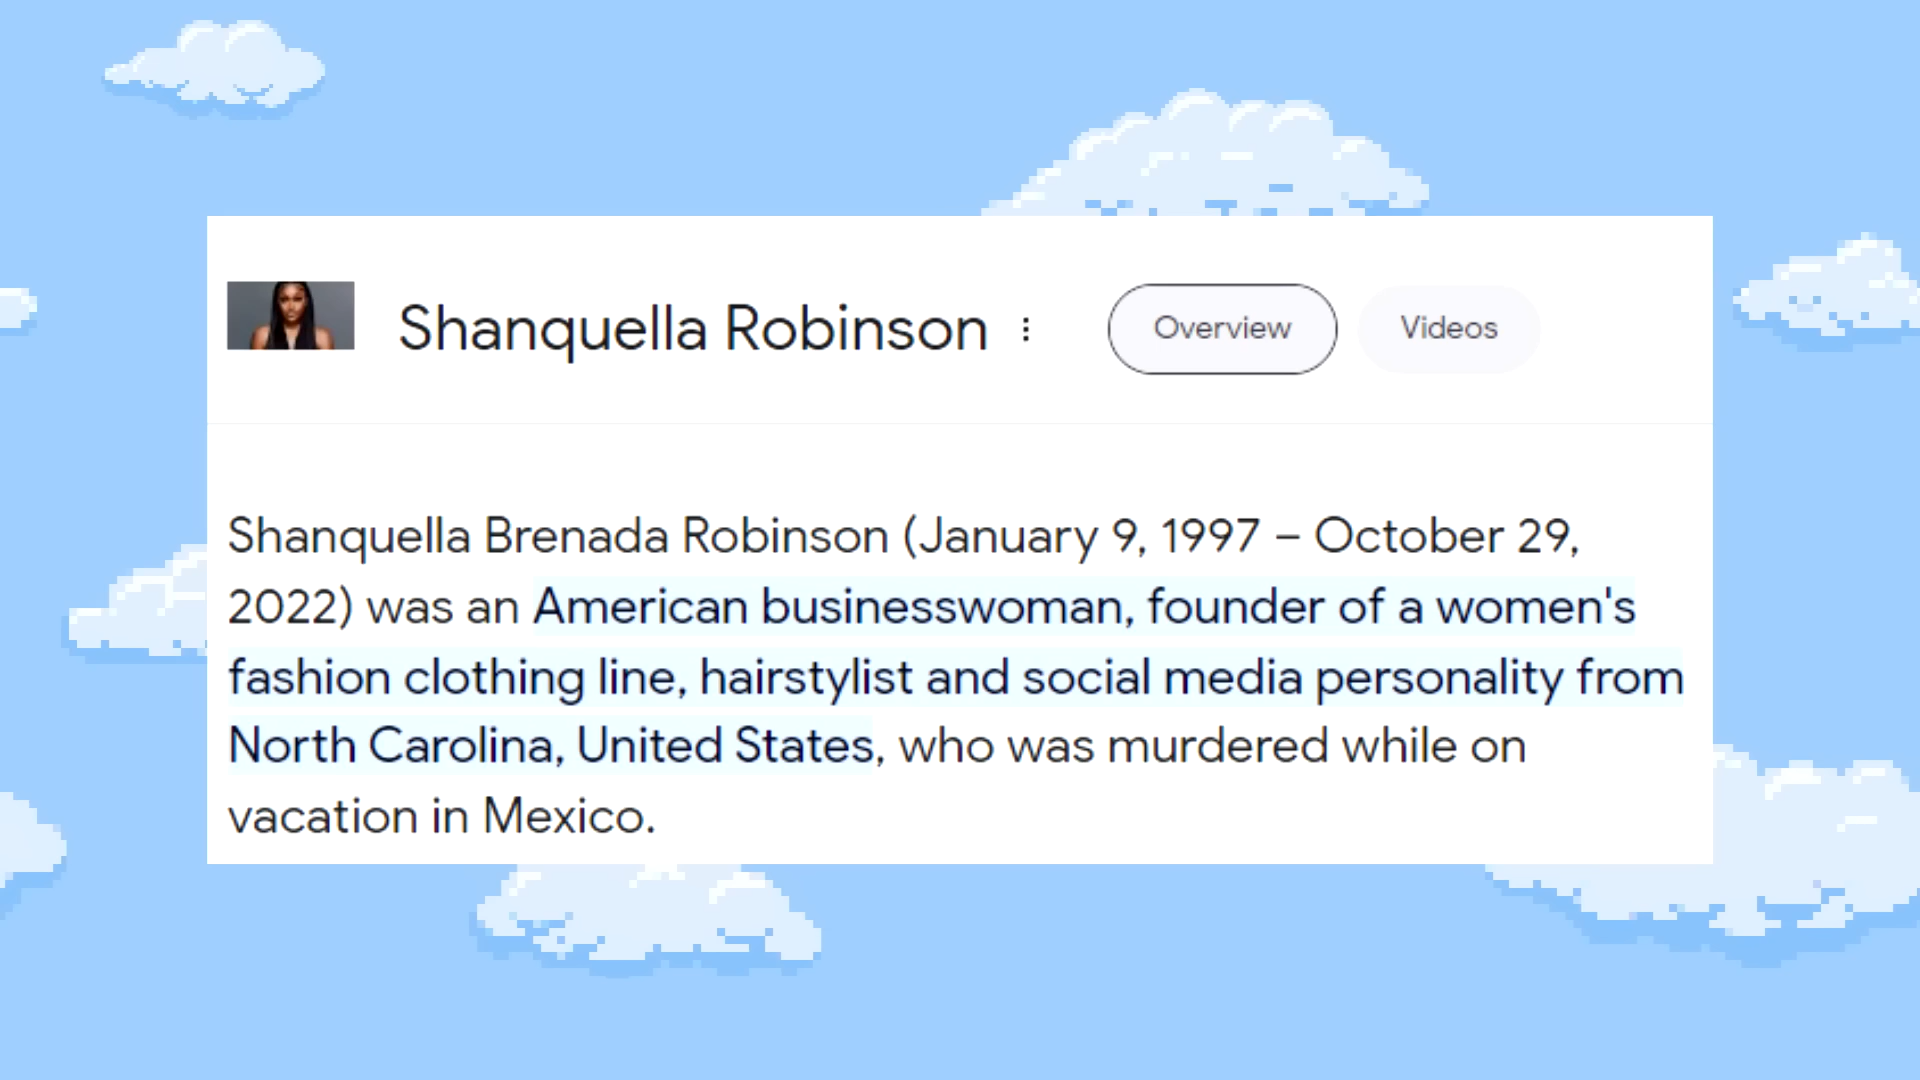 Shanquella Robinson
Overview
Videos
Shanquella Brenada Robinson (January 9, 1997 – October 29,
2022) was an American businesswoman, founder of a women's
fashion clothing line, hairstylist and social media personality from
North Carolina, United States, who was murdered while on
vacation in Mexico.